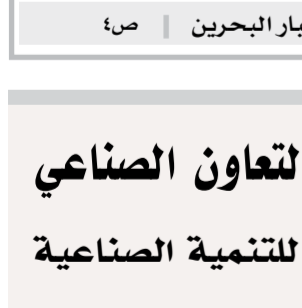 بار البحرين | ص٤
لتعاون الصناعي
للتنمية الصناعية